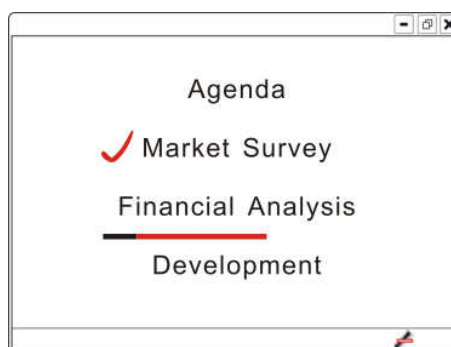 Agenda
Market Survey
Financial Analysis
Development